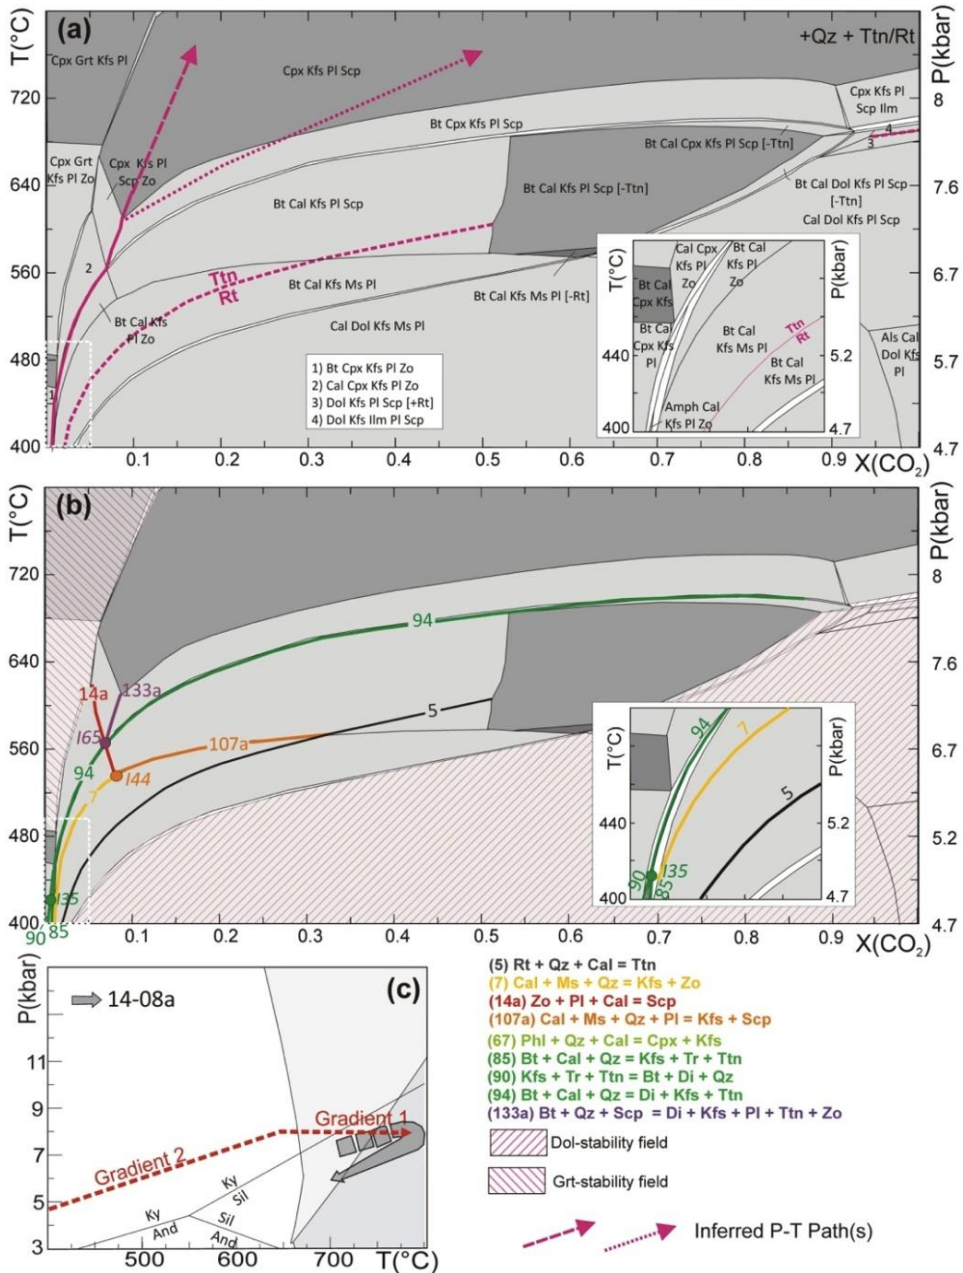 (a)
T(°C)
P(kbar)
+Qz + Ttn/Rt
Cpx Grt Kfs Pl
Cpx Kfs Pl Scp
Cpx Kfs Pl
Scp Ilm
720
8
Bt Cpx Kfs Pl Scp
Bt Cal Cpx Kfs Pl Scp [-Ttn]
4
3
Cpx Grt
Kfs Pl Zo
Cpx Kfs Pl
Scp Zo
640
7.6
Bt Cal Kfs Pl Scp
Bt Cal Kfs Pl Scp [-Ttn]
Bt Cal Dol Kfs Pl Scp
[-Ttn]
Cal Dol Kfs Pl Scp
2
560
6.7
Ttn
Rt
Bt Cal Kfs Ms Pl
Bt Cal Kfs Ms Pl [-Rt]
Bt Cal Kfs
Pl Zo
Cal Dol Kfs Ms Pl
480
5.7
Als Cal
Dol Kfs
Pl
1
1) Bt Cpx Kfs Pl Zo
2) Cal Cpx Kfs Pl Zo
3) Dol Kfs Pl Scp [+Rt]
4) Dol Kfs Ilm Pl Scp
T(°C)
P(kbar)
Cal Cpx
Kfs Pl
Zo
Bt Cal
Kfs Pl
Zo
Bt Cal
Cpx Kfs
Bt Cal
Cpx Kfs
Pl
Bt Cal
Kfs Ms Pl
Ttn
Rt
Bt Cal
Kfs Ms Pl
440
5.2
Amph Cal
Kfs Pl Zo
400
4.7
400
4.7
0.1 0.2 0.3 0.4 0.5 0.6 0.7 0.8 0.9
X(CO₂)
(b)
T(°C)
P(kbar)
720
8
94
640
7.6
14a
133a
5
I65
560
6.7
107a
94
I44
7
480
5.2
I35
T(°C)
P(kbar)
94
7
5
440
5.2
I35
90
85
400
4.7
400
4.7
90 85
0.1 0.2 0.3 0.4 0.5 0.6 0.7 0.8 0.9
X(CO₂)
(c)
P(kbar)
14-08a
11
9
7
5
3
Gradient 1
Gradient 2
Ky
Sil
Ky
And
Sil
And
500 600 700
T(°C)
(5) Rt + Qz + Cal = Ttn
(7) Cal + Ms + Qz = Kfs + Zo
(14a) Zo + Pl + Cal = Scp
(107a) Cal + Ms + Qz + Pl = Kfs + Scp
(67) Phl + Qz + Cal = Cpx + Kfs
(85) Bt + Cal + Qz = Kfs + Tr + Ttn
(90) Kfs + Tr + Ttn = Bt + Di + Qz
(94) Bt + Cal + Qz = Di + Kfs + Ttn
(133a) Bt + Qz + Scp = Di + Kfs + Pl + Ttn + Zo
Dol-stability field
Grt-stability field
Inferred P-T Path(s)